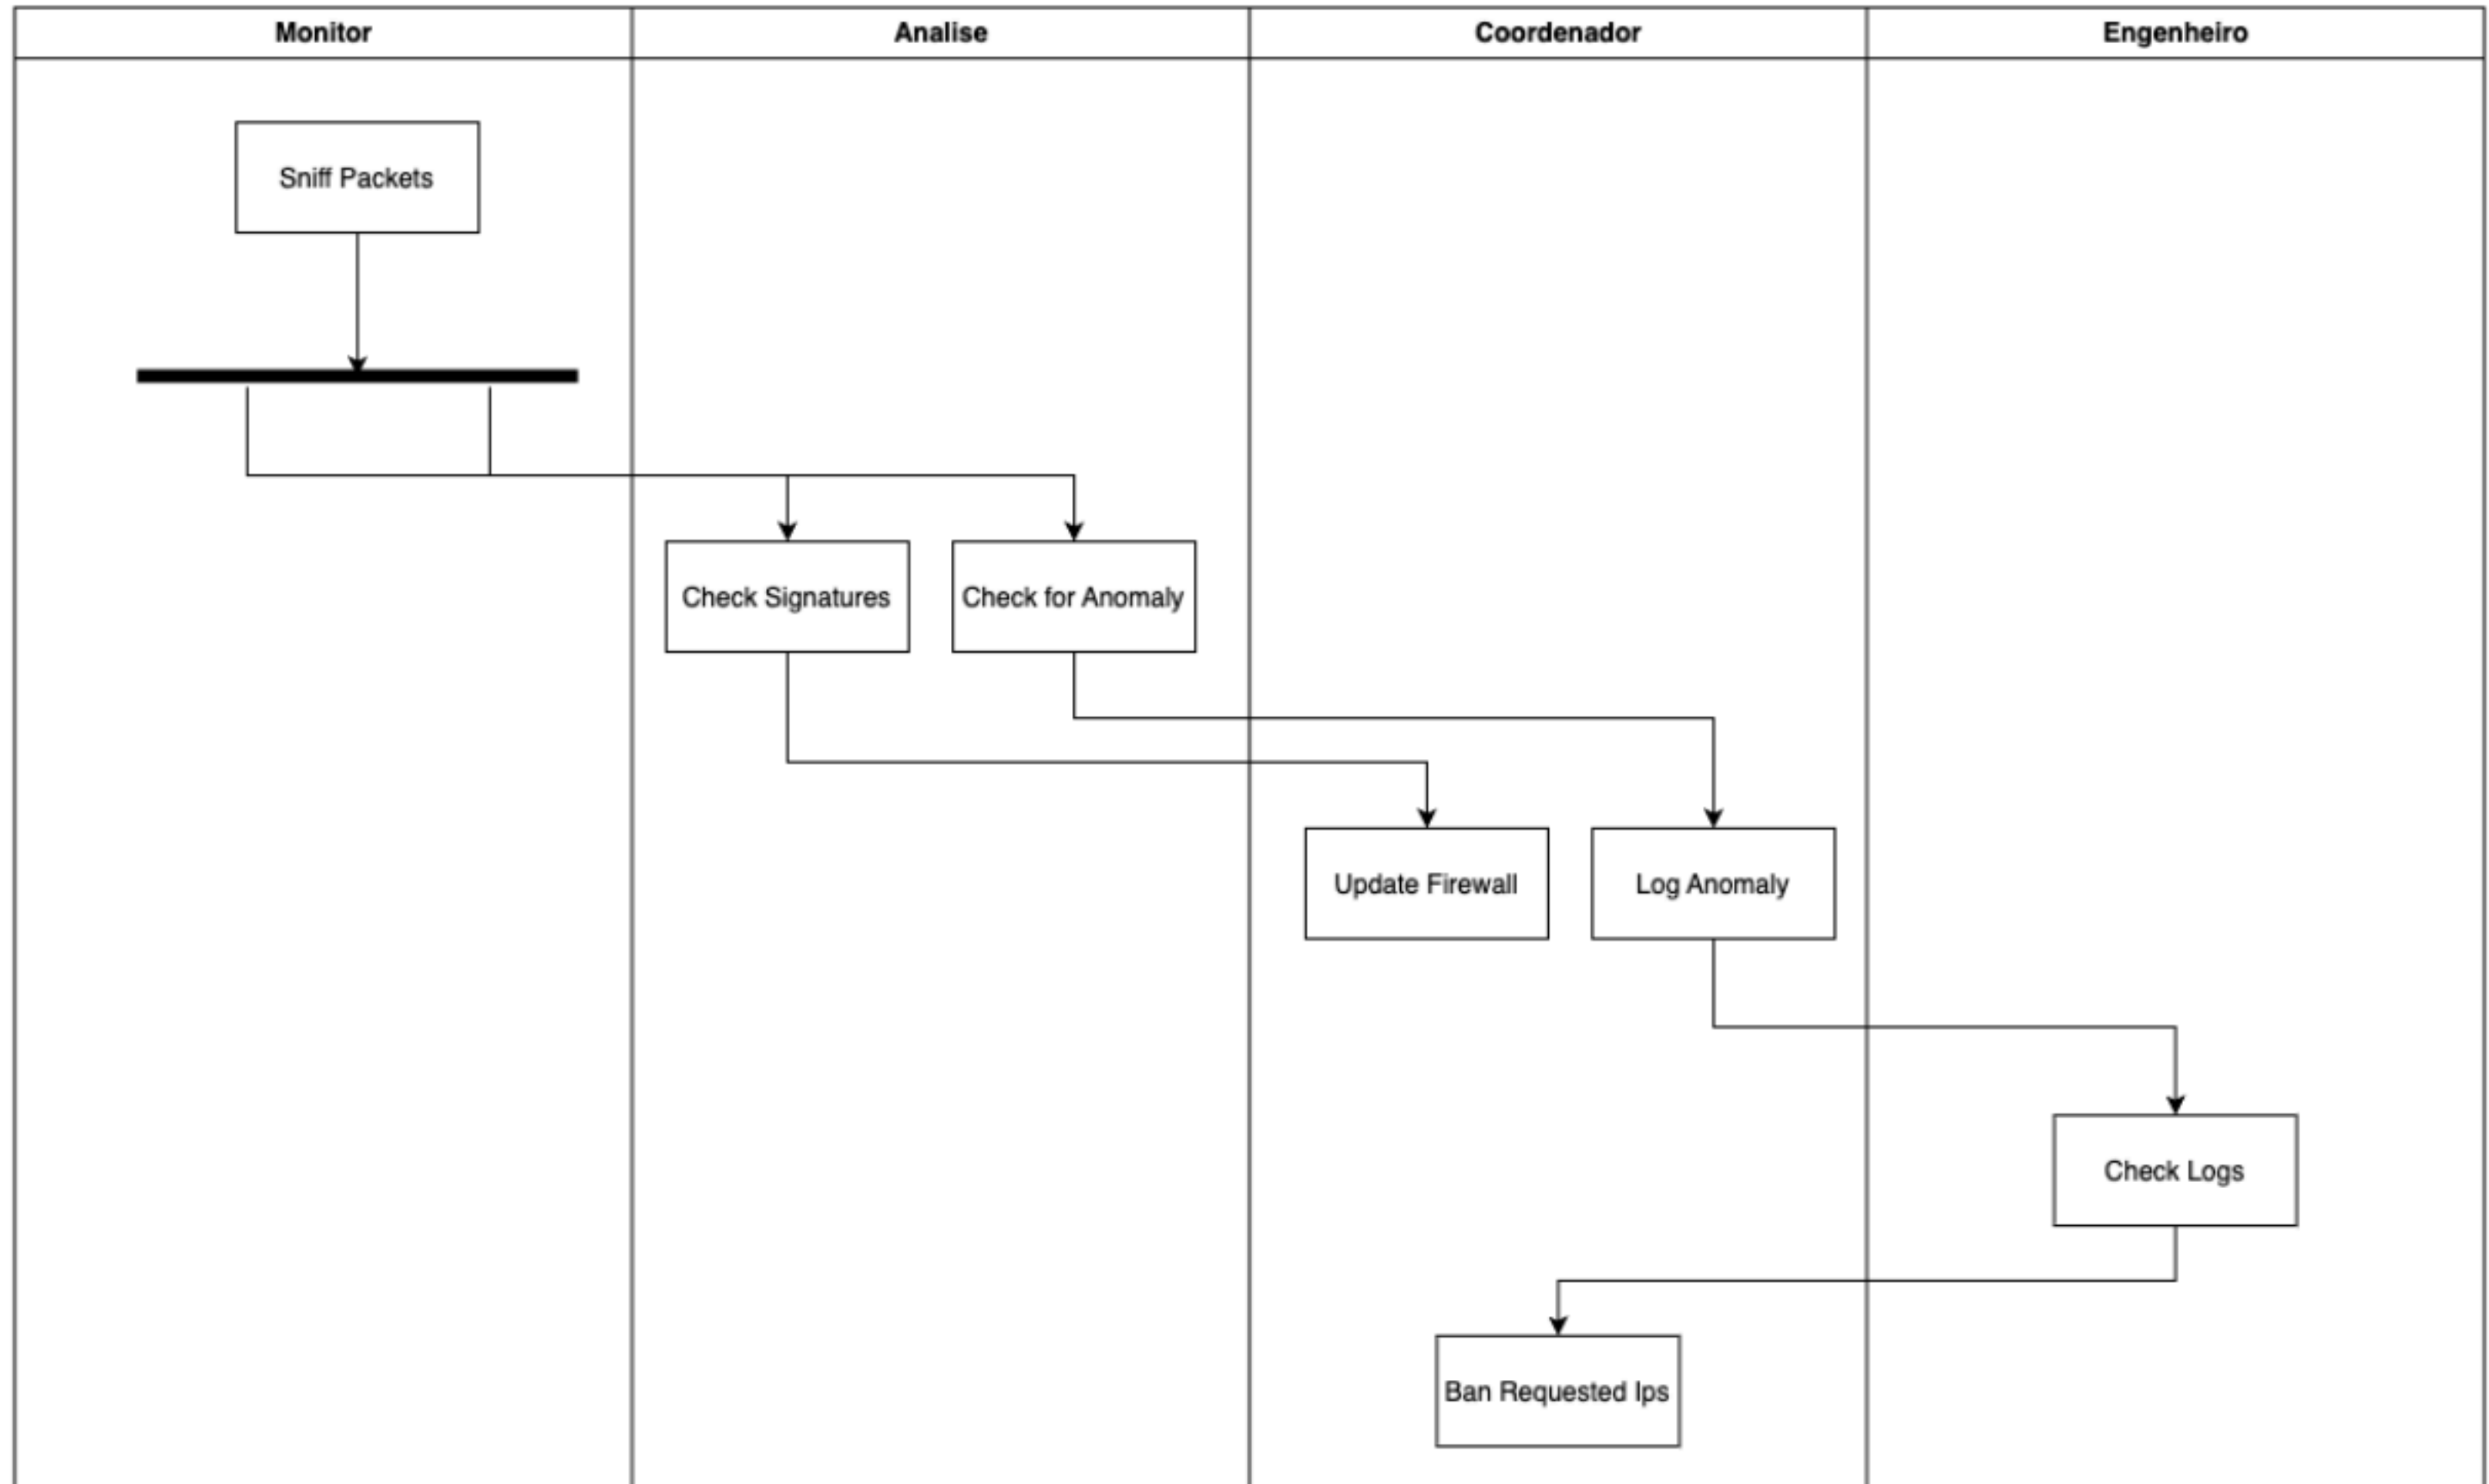 Monitor
Analise
Coordenador
Engenheiro
Sniff Packets
Check Signatures
Check for Anomaly
Update Firewall
Log Anomaly
Check Logs
Ban Requested Ips